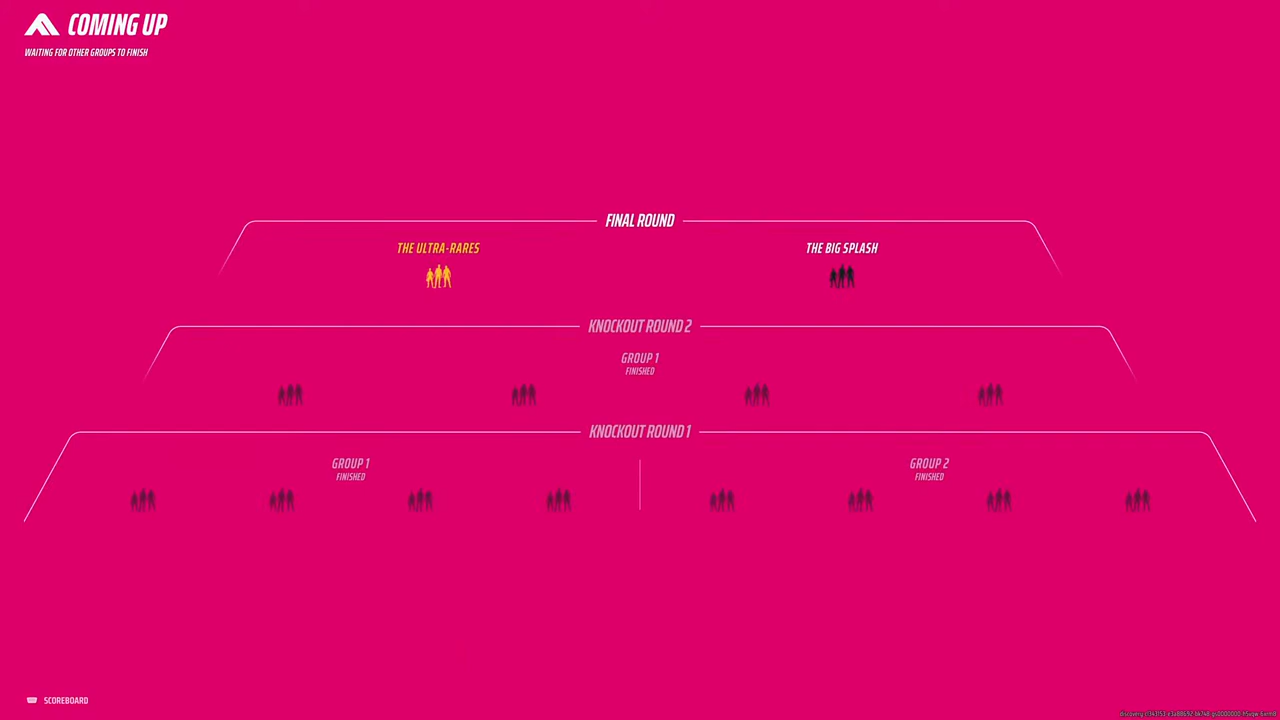 COMING UP
WAITING FOR OTHER GROUPS TO FINISH
FINAL ROUND
THE ULTRA-RARES
THE BIG SPLASH
KNOCKOUT ROUND 2
GROUP 1
FINISHED
KNOCKOUT ROUND 1
GROUP 1
FINISHED
GROUP 2
FINISHED
SCOREBOARD